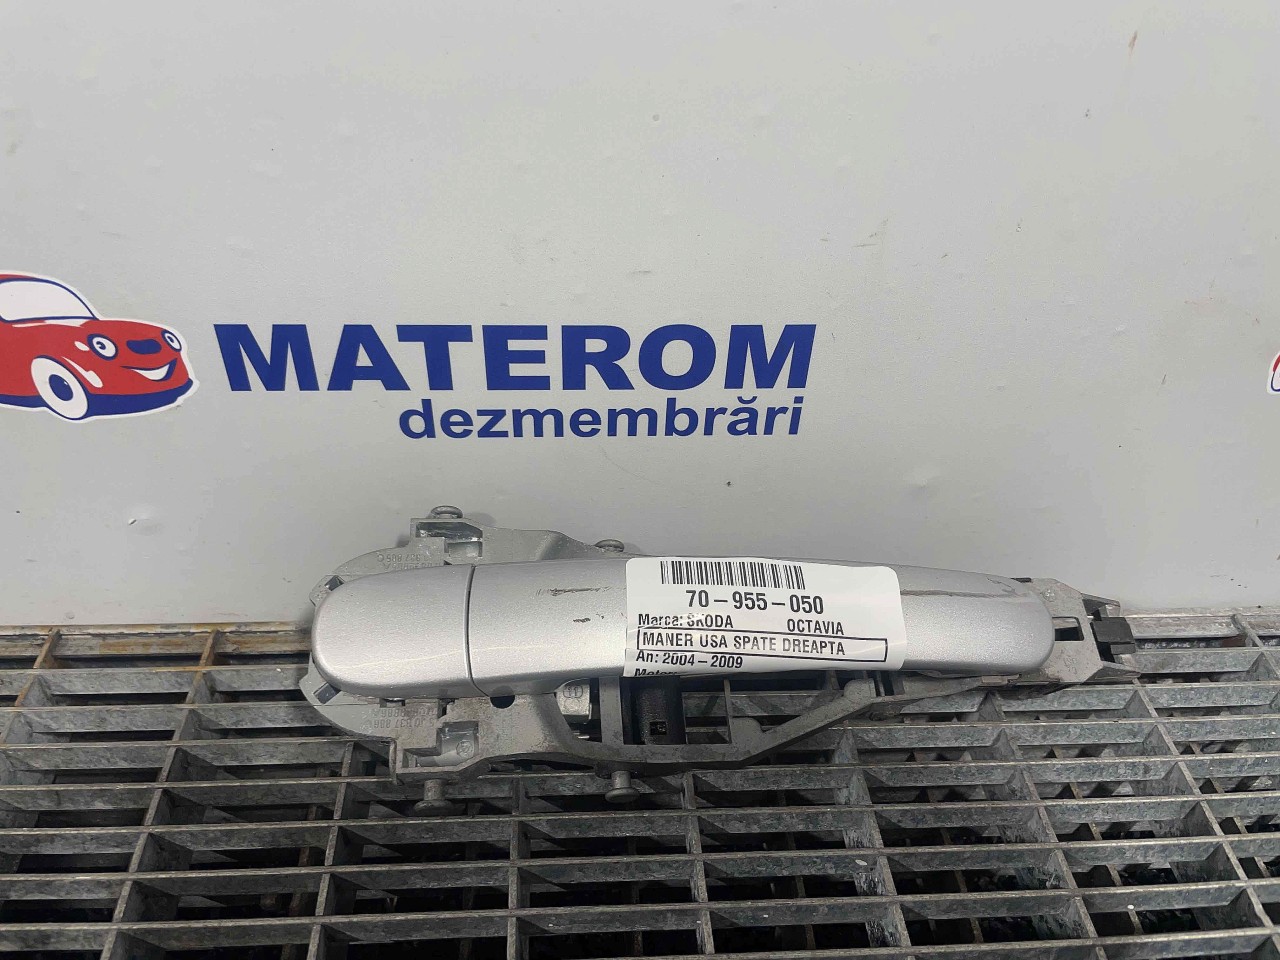 MATEROM
dezmembrări
70-955-050
Marca: SKODA OCTAVIA
MANER USA SPATE DREAPTA
An: 2004-2009